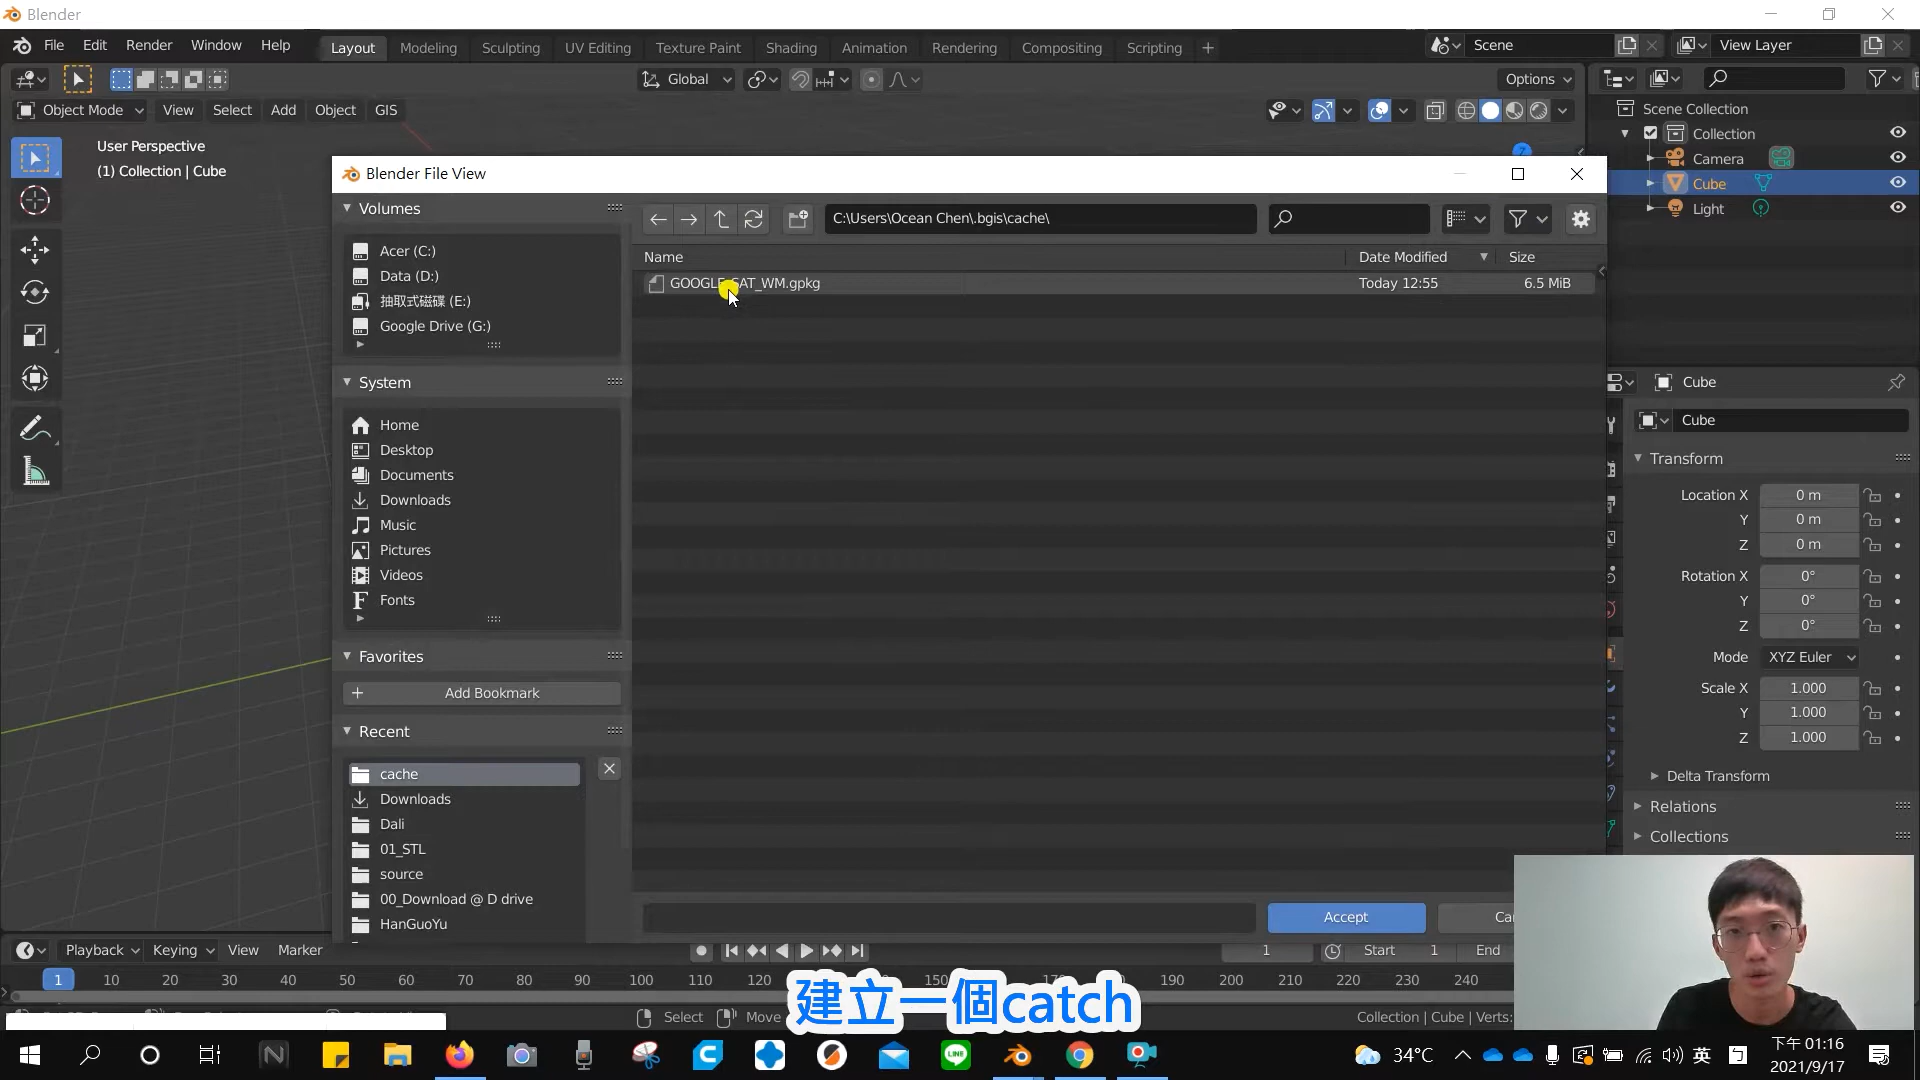 Blender
File Edit Render Window Help
Layout Modeling Sculpting UV Editing Texture Paint Shading Animation Rendering Compositing Scripting +
Scene
View Layer
Global
Options
Object Mode View Select Add Object GIS
User Perspective
(1) Collection | Cube
Scene Collection
Collection
Camera
Cube
Light
Blender File View
Volumes
Acer (C:)
Data (D:)
抽取式磁碟 (E:)
Google Drive (G:)
System
Home
Desktop
Documents
Downloads
Music
Pictures
Videos
Fonts
Favorites
Add Bookmark
Recent
cache
Downloads
Dali
01_STL
source
00_Download @ D drive
HanGuoYu
C:\Users\Ocean Chen\.bgis\cache\
Name Date Modified Size
GOOGLE_SAT_WM.gpkg Today 12:55 6.5 MiB
Accept
Cube
Cube
Transform
Location X 0 m
Y 0 m
Z 0 m
Rotation X 0°
Y 0°
Z 0°
Mode XYZ Euler
Scale X 1.000
Y 1.000
Z 1.000
Delta Transform
Relations
Collections
Playback Keying View Marker
1 Start 1 End
1 10 20 30 40 50 60 70 80 90 100 110 120 130 140 150 170 180 190 200 210 220 230 240
Select Move
Collection | Cube | Verts:
建立一個catch
34°C
英
下午 01:16
2021/9/17